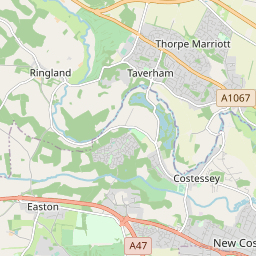 Thorpe Marriott
Ringland
Taverham
A1067
Costessey
Easton
A47
New Cos